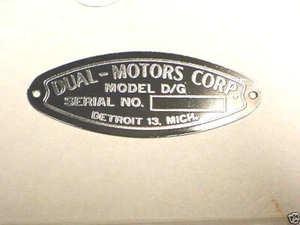 DUAL-MOTORS CORP.
MODEL D/G
SERIAL NO.
DETROIT 13, MICH.